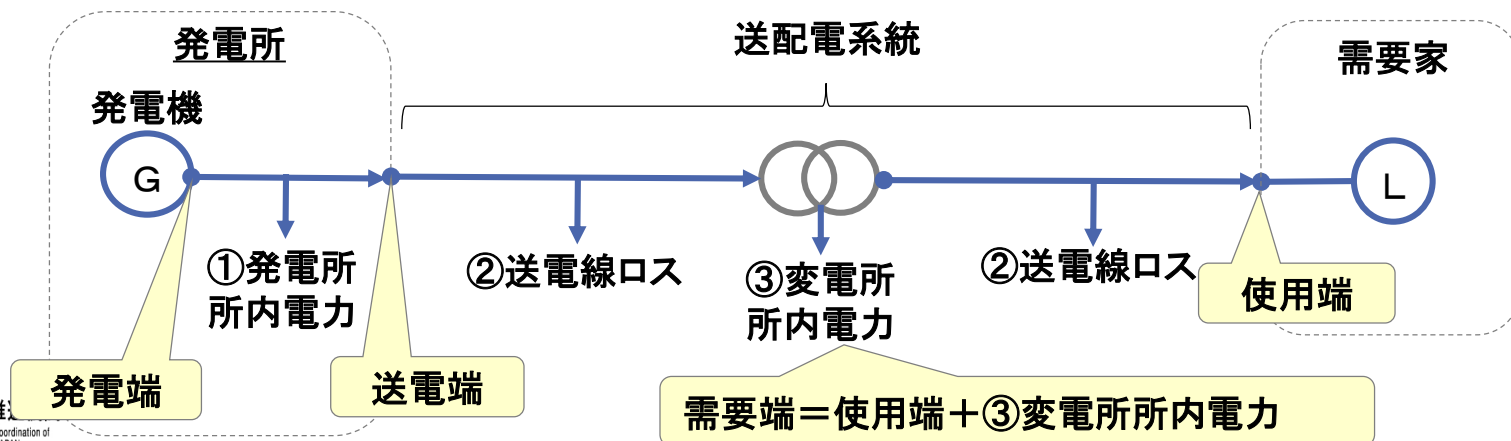 発電所
送配電系統
需要家
発電機
G
L
①発電所
所内電力
②送電線ロス
③変電所
所内電力
②送電線ロス
使用端
発電端
送電端
需要端=使用端+③変電所所内電力
oordination of